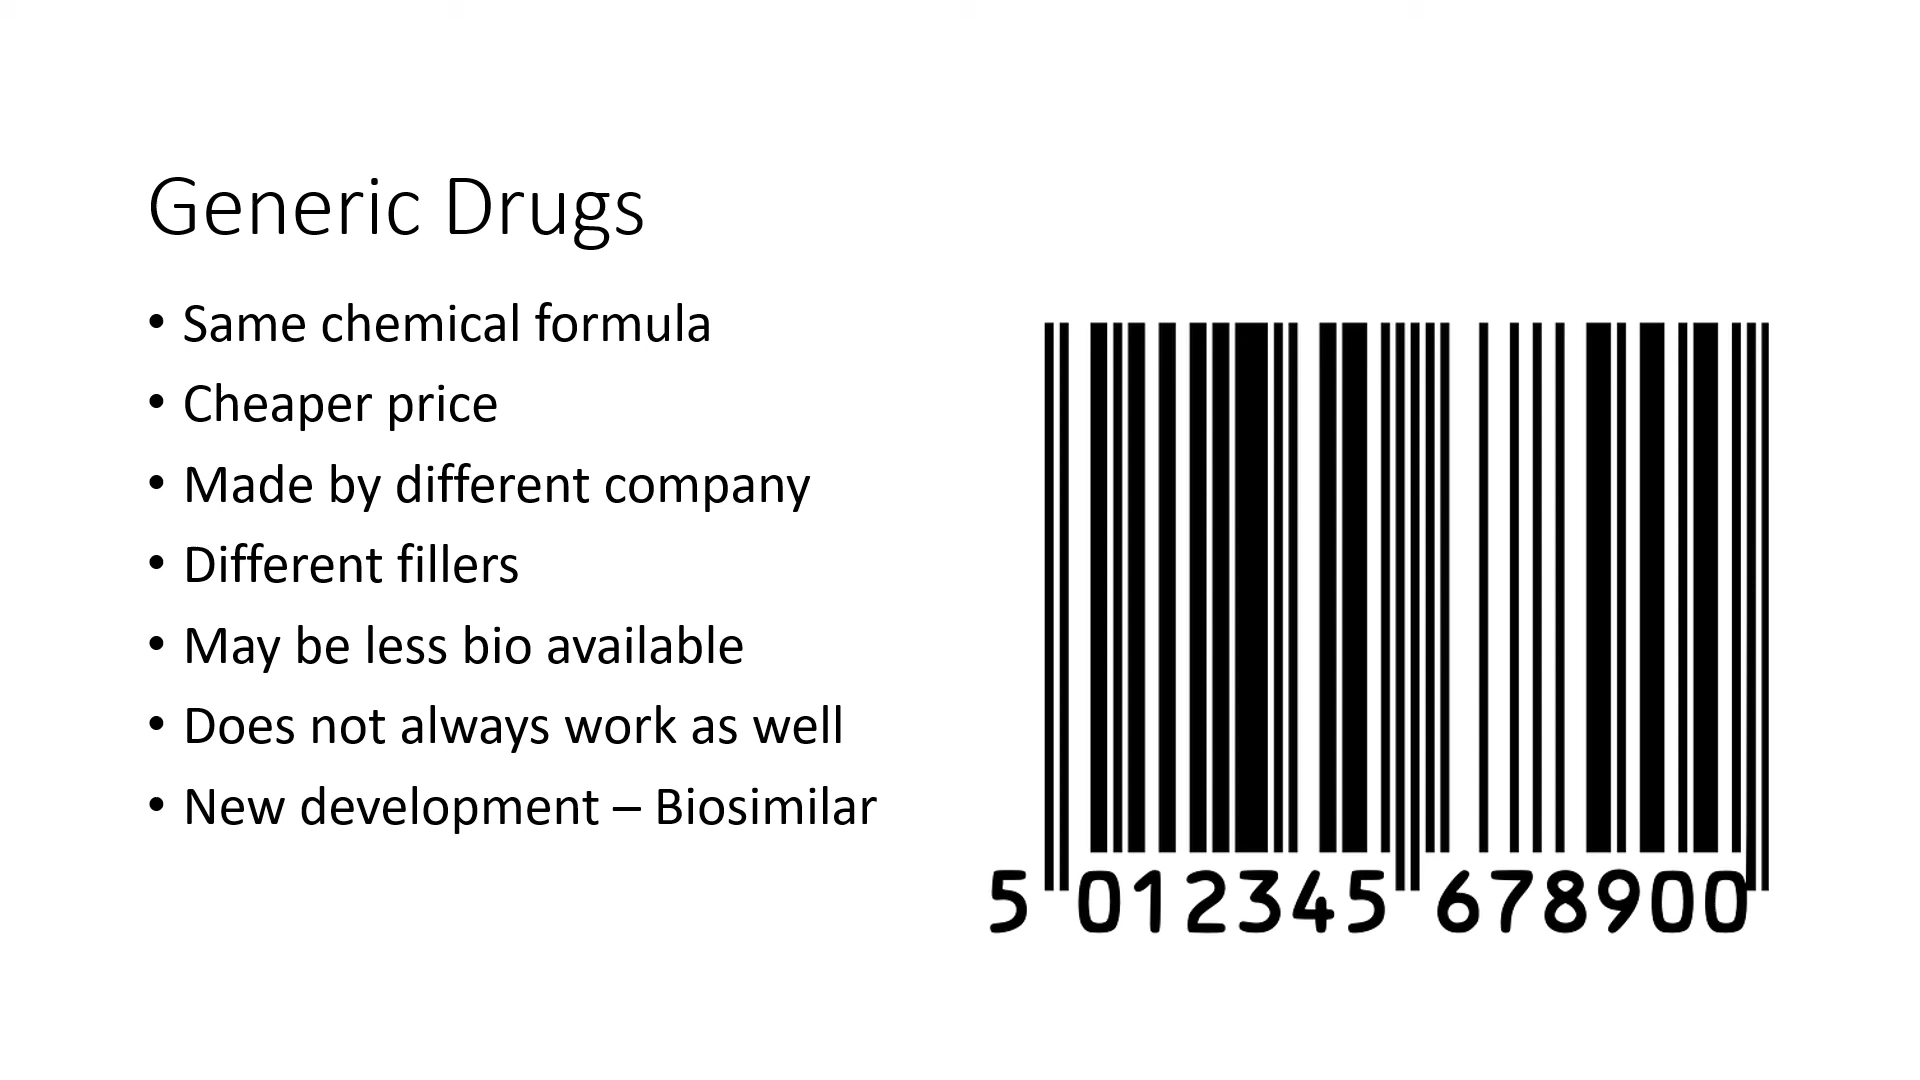 Generic Drugs
• Same chemical formula
• Cheaper price
• Made by different company
• Different fillers
• May be less bio available
• Does not always work as well
• New development – Biosimilar
5 012345 678900